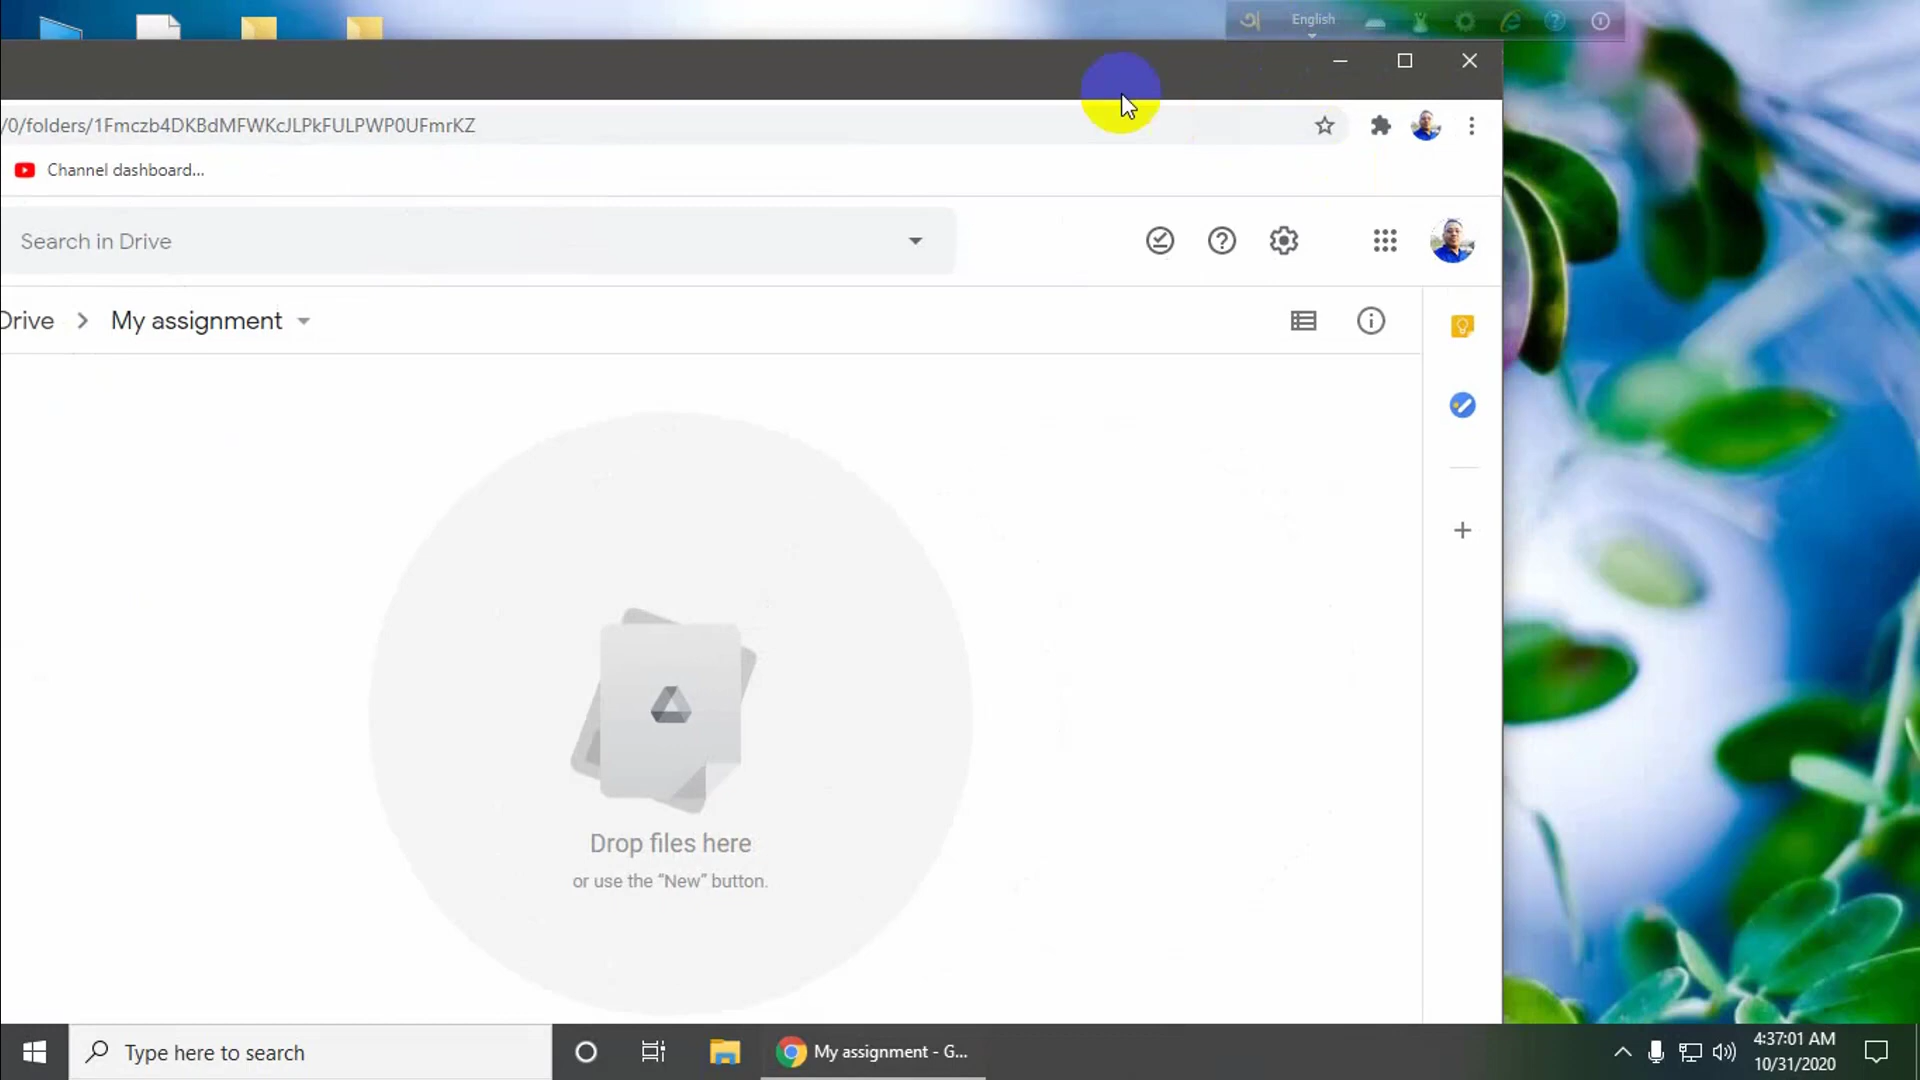 English
/0/folders/1Fmczb4DKBdMFWKcJLPkFULPWP0UFmrKZ
Channel dashboard...
Search in Drive
Drive
My assignment
Drop files here
or use the “New” button.
Type here to search
My assignment - G...
4:37:01 AM
10/31/2020